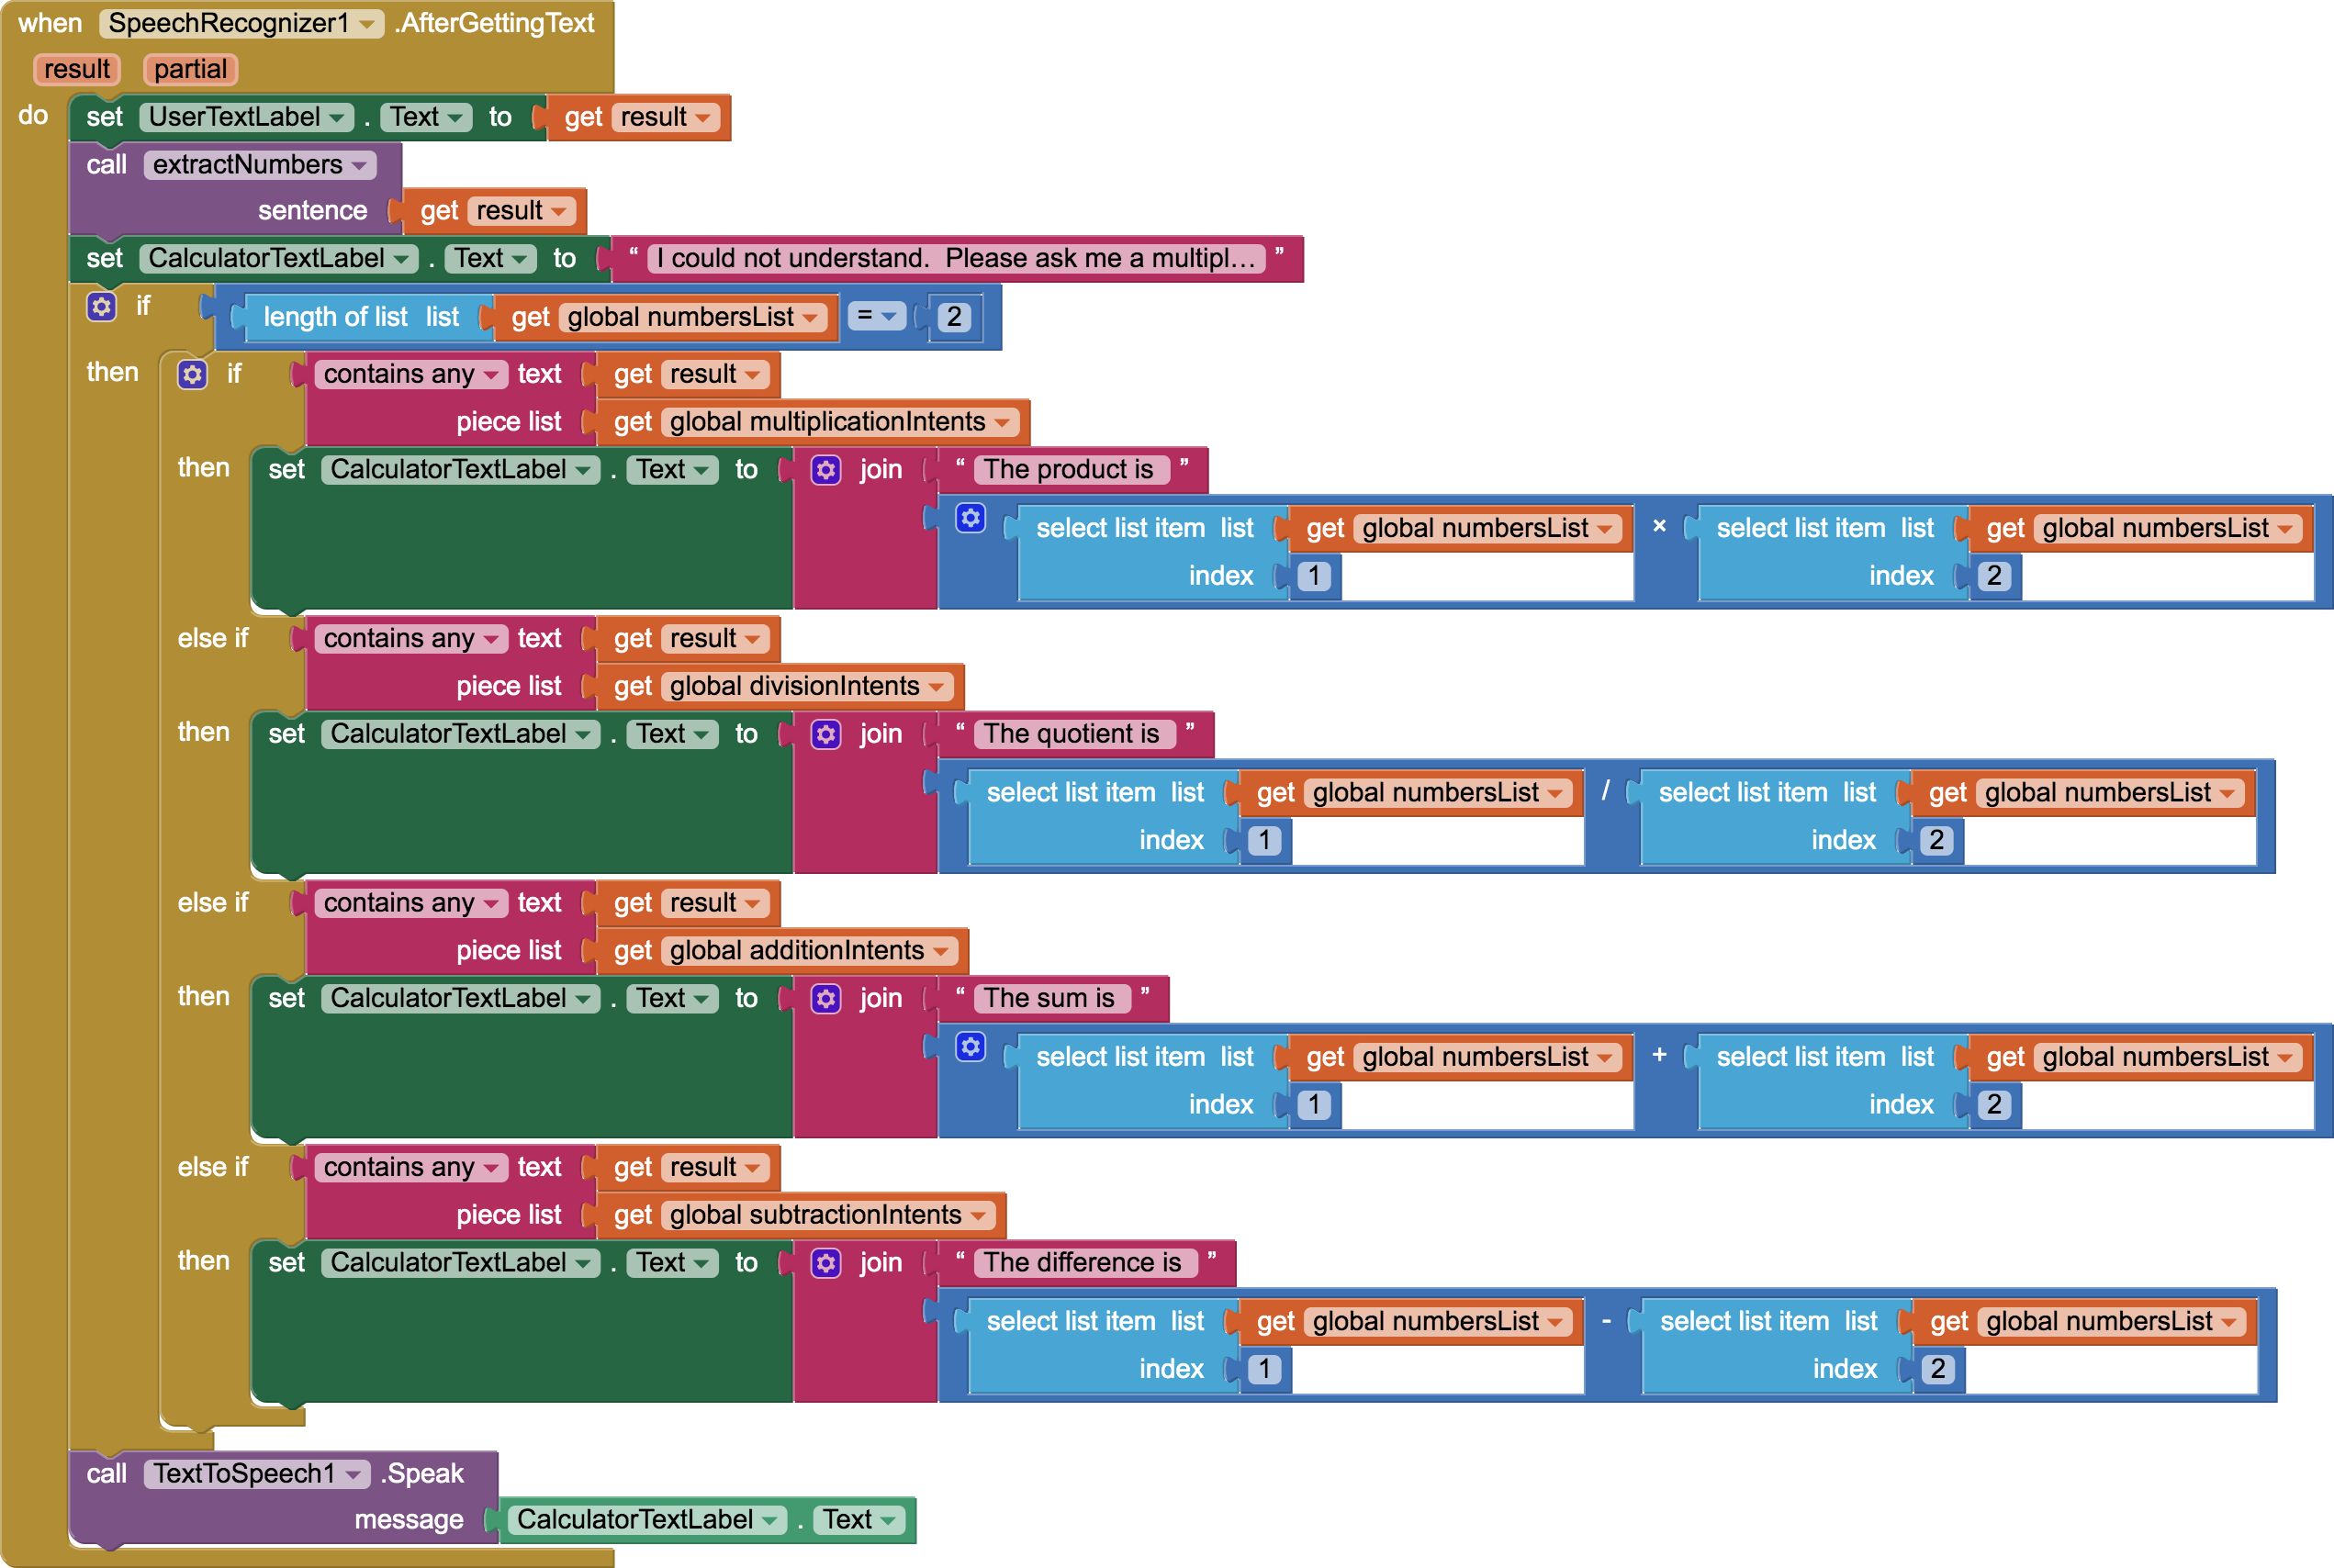 when SpeechRecognizer1 .AfterGettingText
result partial
do set UserTextLabel . Text to get result
call extractNumbers
sentence get result
set CalculatorTextLabel . Text to “ I could not understand.  Please ask me a multipl... ”
if length of list list get global numbersList = 2
then if contains any text get result
piece list get global multiplicationIntents
then set CalculatorTextLabel . Text to join “ The product is ”
select list item list get global numbersList × select list item list get global numbersList
index 1 index 2
else if contains any text get result
piece list get global divisionIntents
then set CalculatorTextLabel . Text to join “ The quotient is ”
select list item list get global numbersList / select list item list get global numbersList
index 1 index 2
else if contains any text get result
piece list get global additionIntents
then set CalculatorTextLabel . Text to join “ The sum is ”
select list item list get global numbersList + select list item list get global numbersList
index 1 index 2
else if contains any text get result
piece list get global subtractionIntents
then set CalculatorTextLabel . Text to join “ The difference is ”
select list item list get global numbersList - select list item list get global numbersList
index 1 index 2
call TextToSpeech1 .Speak
message CalculatorTextLabel . Text